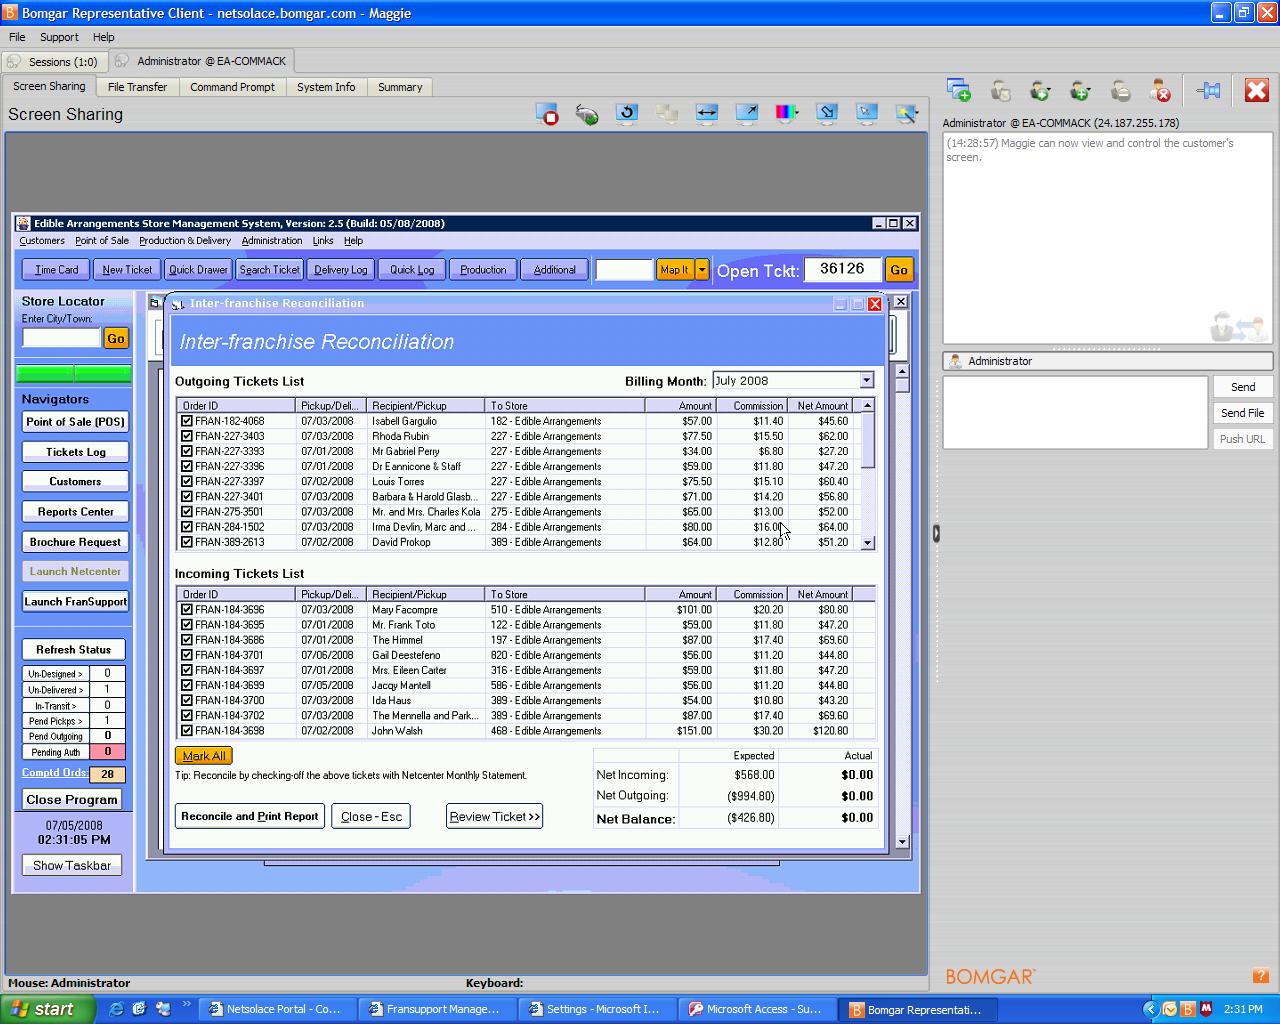 Bomgar Representative Client - netsolace.bomgar.com - Maggie
File Support Help
Sessions (1:0) Administrator @ EA-COMMACK
Screen Sharing File Transfer Command Prompt System Info Summary
Screen Sharing
Administrator @ EA-COMMACK (24.187.255.178)
(14:28:57) Maggie can now view and control the customer's
screen.
Administrator
Send
Send File
Push URL
BOMGAR
Edible Arrangements Store Management System, Version: 2.5 (Build: 05/08/2008)
Customers Point of Sale Production & Delivery Administration Links Help
Time Card New Ticket Quick Drawer Search Ticket Delivery Log Quick Log Production Additional Map It Open Tckt: 36126 Go
Store Locator
Enter City/Town:
Go
Navigators
Point of Sale (POS)
Tickets Log
Customers
Reports Center
Brochure Request
Launch Netcenter
Launch FranSupport
Refresh Status
Un-Designed > 0
Un-Delivered > 1
In-Transit > 0
Pend Pickps > 1
Pend Outgoing 0
Pending Auth 0
Comptd Ords: 28
Close Program
07/05/2008
02:31:05 PM
Show Taskbar
Inter-franchise Reconciliation
Inter-franchise Reconciliation
Outgoing Tickets List Billing Month: July 2008
Order ID Pickup/Deli... Recipient/Pickup To Store Amount Commission Net Amount
FRAN-182-4068 07/03/2008 Isabell Gargulio 182 - Edible Arrangements $57.00 $11.40 $45.60
FRAN-227-3403 07/03/2008 Rhoda Rubin 227 - Edible Arrangements $77.50 $15.50 $62.00
FRAN-227-3393 07/01/2008 Mr Gabriel Perry 227 - Edible Arrangements $34.00 $6.80 $27.20
FRAN-227-3396 07/01/2008 Dr Eannicone & Staff 227 - Edible Arrangements $59.00 $11.80 $47.20
FRAN-227-3397 07/02/2008 Louis Torres 227 - Edible Arrangements $75.50 $15.10 $60.40
FRAN-227-3401 07/03/2008 Barbara & Harold Glasb... 227 - Edible Arrangements $71.00 $14.20 $56.80
FRAN-275-3501 07/03/2008 Mr. and Mrs. Charles Kola 275 - Edible Arrangements $65.00 $13.00 $52.00
FRAN-284-1502 07/03/2008 Irma Devlin, Marc and ... 284 - Edible Arrangements $80.00 $16.00 $64.00
FRAN-389-2613 07/02/2008 David Prokop 389 - Edible Arrangements $64.00 $12.80 $51.20
Incoming Tickets List
Order ID Pickup/Deli... Recipient/Pickup To Store Amount Commission Net Amount
FRAN-184-3696 07/03/2008 Mary Facompre 510 - Edible Arrangements $101.00 $20.20 $80.80
FRAN-184-3695 07/01/2008 Mr. Frank Toto 122 - Edible Arrangements $59.00 $11.80 $47.20
FRAN-184-3686 07/01/2008 The Himmel 197 - Edible Arrangements $87.00 $17.40 $69.60
FRAN-184-3701 07/06/2008 Gail Deestefeno 820 - Edible Arrangements $56.00 $11.20 $44.80
FRAN-184-3697 07/01/2008 Mrs. Eileen Carter 316 - Edible Arrangements $59.00 $11.80 $47.20
FRAN-184-3699 07/05/2008 Jacqy Mantell 586 - Edible Arrangements $56.00 $11.20 $44.80
FRAN-184-3700 07/03/2008 Ida Haus 389 - Edible Arrangements $54.00 $10.80 $43.20
FRAN-184-3702 07/03/2008 The Mennella and Park... 389 - Edible Arrangements $87.00 $17.40 $69.60
FRAN-184-3698 07/02/2008 John Walsh 468 - Edible Arrangements $151.00 $30.20 $120.80
Mark All
Tip: Reconcile by checking-off the above tickets with Netcenter Monthly Statement.
Reconcile and Print Report Close - Esc Review Ticket >>
Expected Actual
Net Incoming: $568.00 $0.00
Net Outgoing: ($994.80) $0.00
Net Balance: ($426.80) $0.00
Mouse: Administrator Keyboard:
start Netsolace Portal - Co... Fransupport Manage... Settings - Microsoft I... Microsoft Access - Su... Bomgar Representati... 2:31 PM